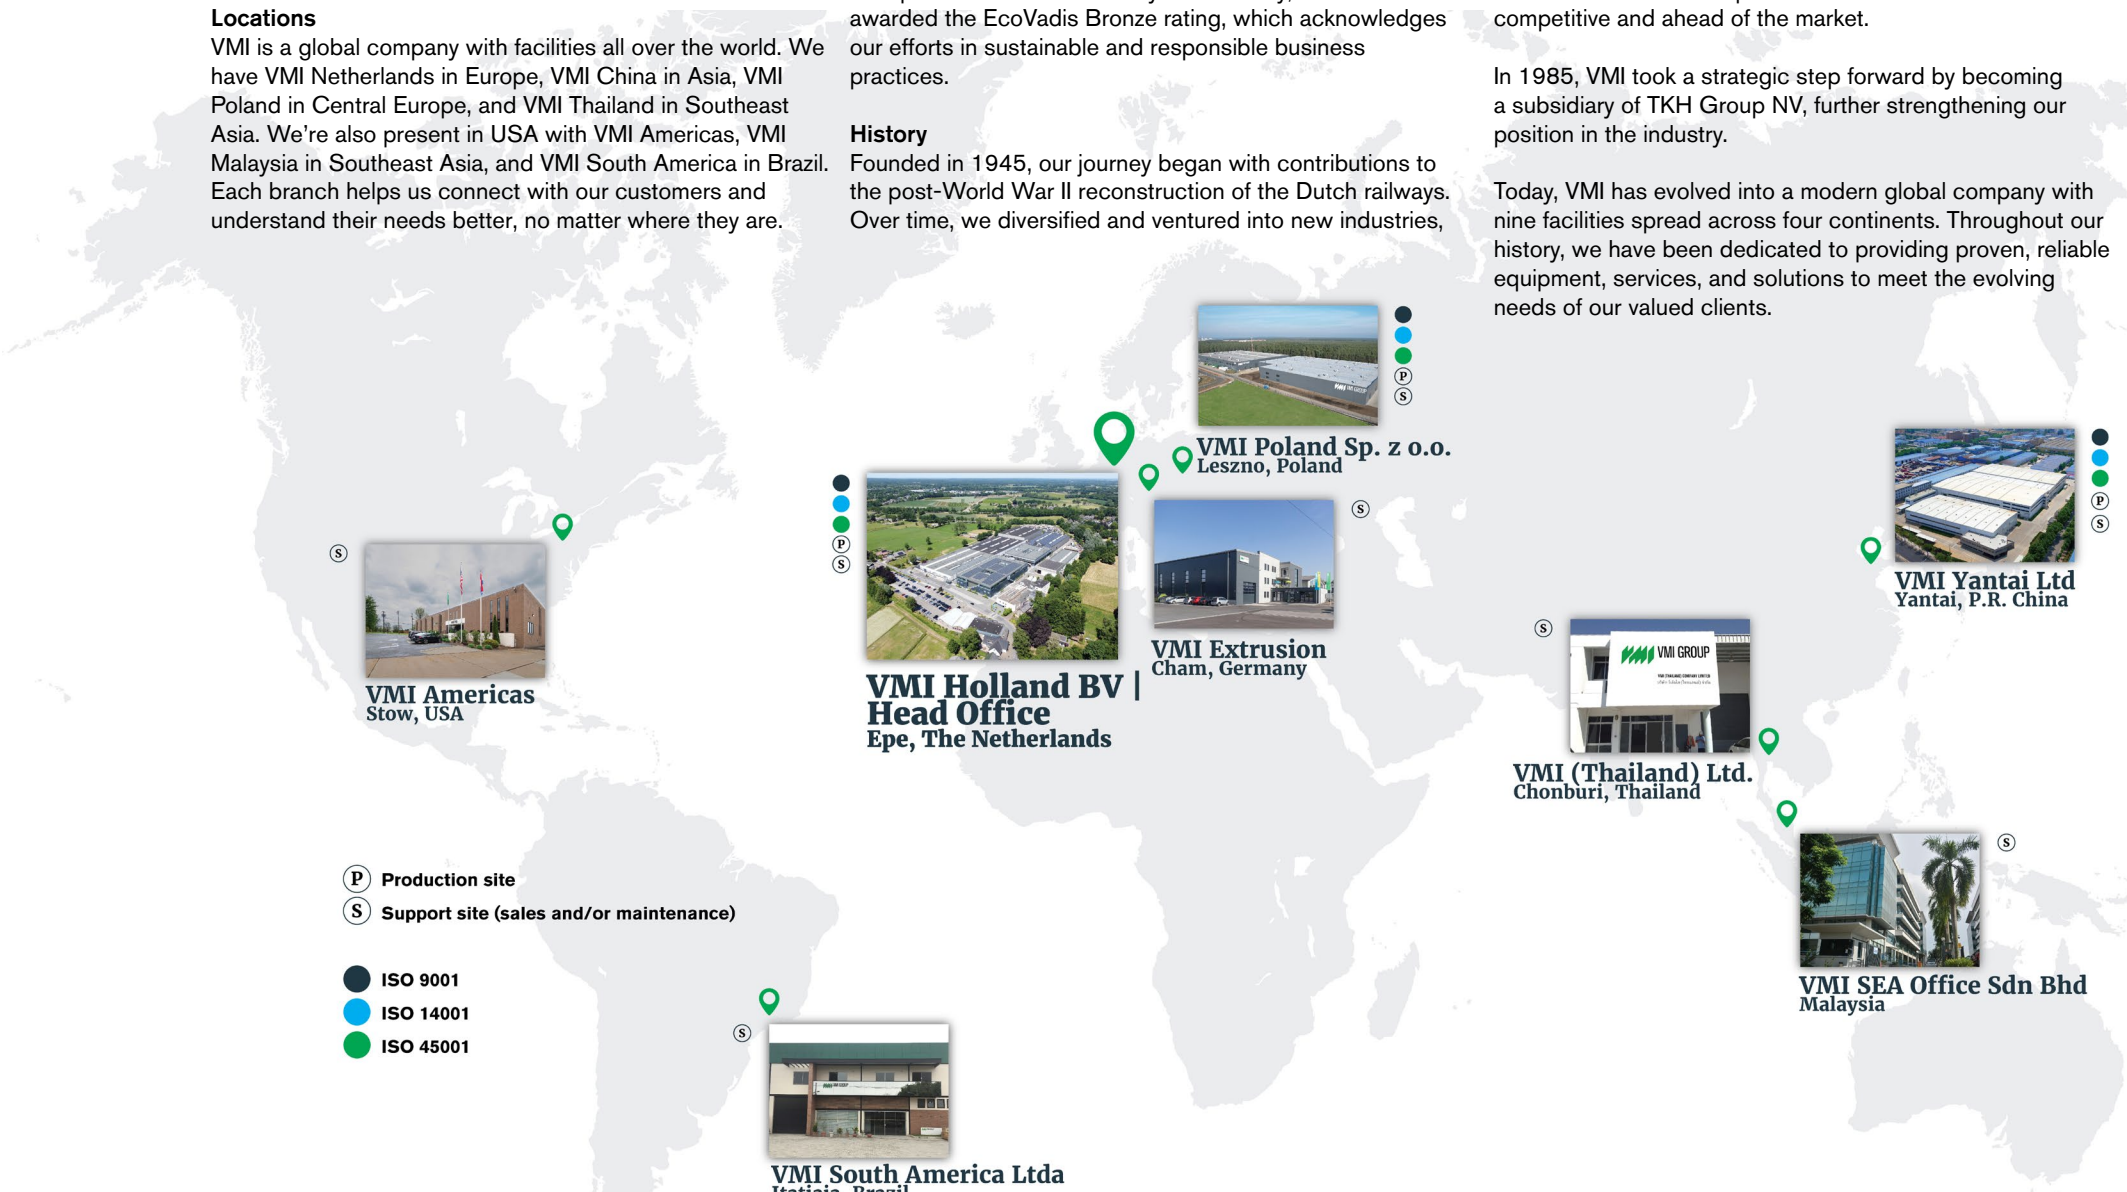 Locations
VMI is a global company with facilities all over the world. We
have VMI Netherlands in Europe, VMI China in Asia, VMI
Poland in Central Europe, and VMI Thailand in Southeast
Asia. We're also present in USA with VMI Americas, VMI
Malaysia in Southeast Asia, and VMI South America in Brazil.
Each branch helps us connect with our customers and
understand their needs better, no matter where they are.
awarded the EcoVadis Bronze rating, which acknowledges
our efforts in sustainable and responsible business
practices.
History
Founded in 1945, our journey began with contributions to
the post-World War II reconstruction of the Dutch railways.
Over time, we diversified and ventured into new industries,
competitive and ahead of the market.
In 1985, VMI took a strategic step forward by becoming
a subsidiary of TKH Group NV, further strengthening our
position in the industry.
Today, VMI has evolved into a modern global company with
nine facilities spread across four continents. Throughout our
history, we have been dedicated to providing proven, reliable
equipment, services, and solutions to meet the evolving
needs of our valued clients.
VMI GROUP
P
S
VMI Poland Sp. z o.o.
Leszno, Poland
P
S
VMI Yantai Ltd
Yantai, P.R. China
P
S
VMI Holland BV |
Head Office
Epe, The Netherlands
S
VMI Extrusion
Cham, Germany
S
VMI Americas
Stow, USA
S
VMI GROUP
VMI (Thailand) Ltd.
Chonburi, Thailand
S
VMI SEA Office Sdn Bhd
Malaysia
P Production site
S Support site (sales and/or maintenance)
ISO 9001
ISO 14001
ISO 45001
S
VMI South America Ltda
Itatiaia, Brazil